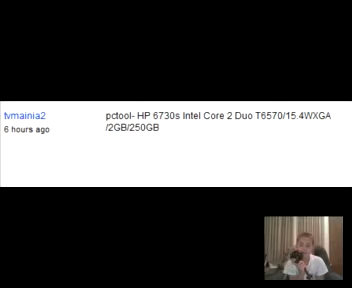 tvmainia2
6 hours ago
pctool- HP 6730s Intel Core 2 Duo T6570/15.4WXGA
/2GB/250GB